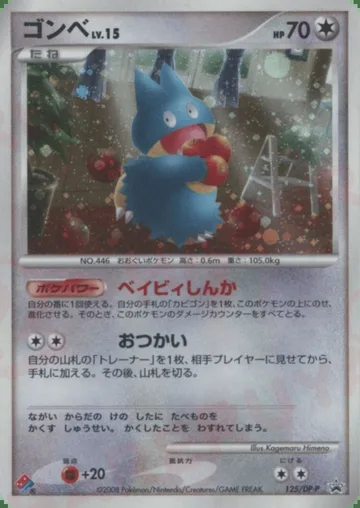 ゴンベ LV.15 HP 70
たね
NO.446 おおぐいポケモン 高さ:0.6m 重さ:105.0kg
ポケパワー ベイビィしんか
自分の番に1回使える。自分の手札の「カビゴン」を1枚、このポケモンの上にのせ、
進化させる。そのとき、このポケモンのダメージカウンターをすべてとる。
おつかい
自分の山札の「トレーナー」を1枚、相手プレイヤーに見せてから、
手札に加える。その後、山札を切る。
ながい からだの けの したに たべものを
かくす しゅうせい。かくしたことを わすれてしまう。
Illus. Kagemaru Himeno
弱点 抵抗力 にげる
+20
©2008 Pokémon/Nintendo/Creatures/GAME FREAK. 125/DP-P